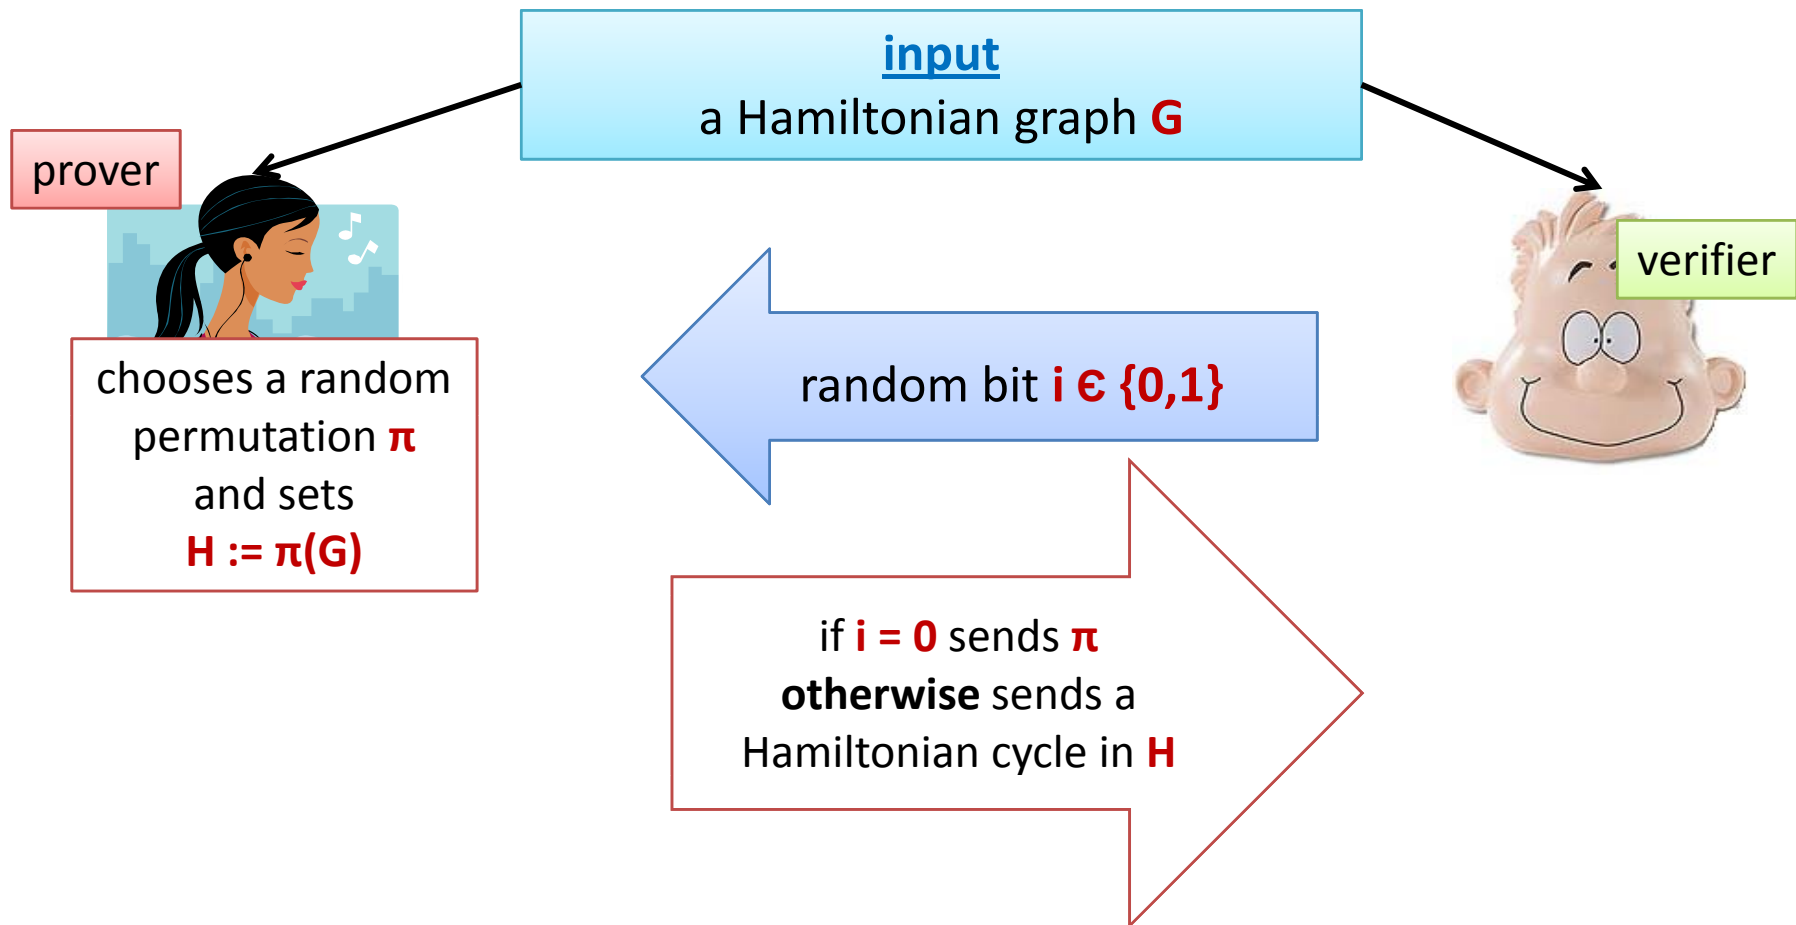 input
a Hamiltonian graph G
prover
verifier
chooses a random
permutation π
and sets
H := π(G)
random bit i Є {0,1}
if i = 0 sends π
otherwise sends a
Hamiltonian cycle in H